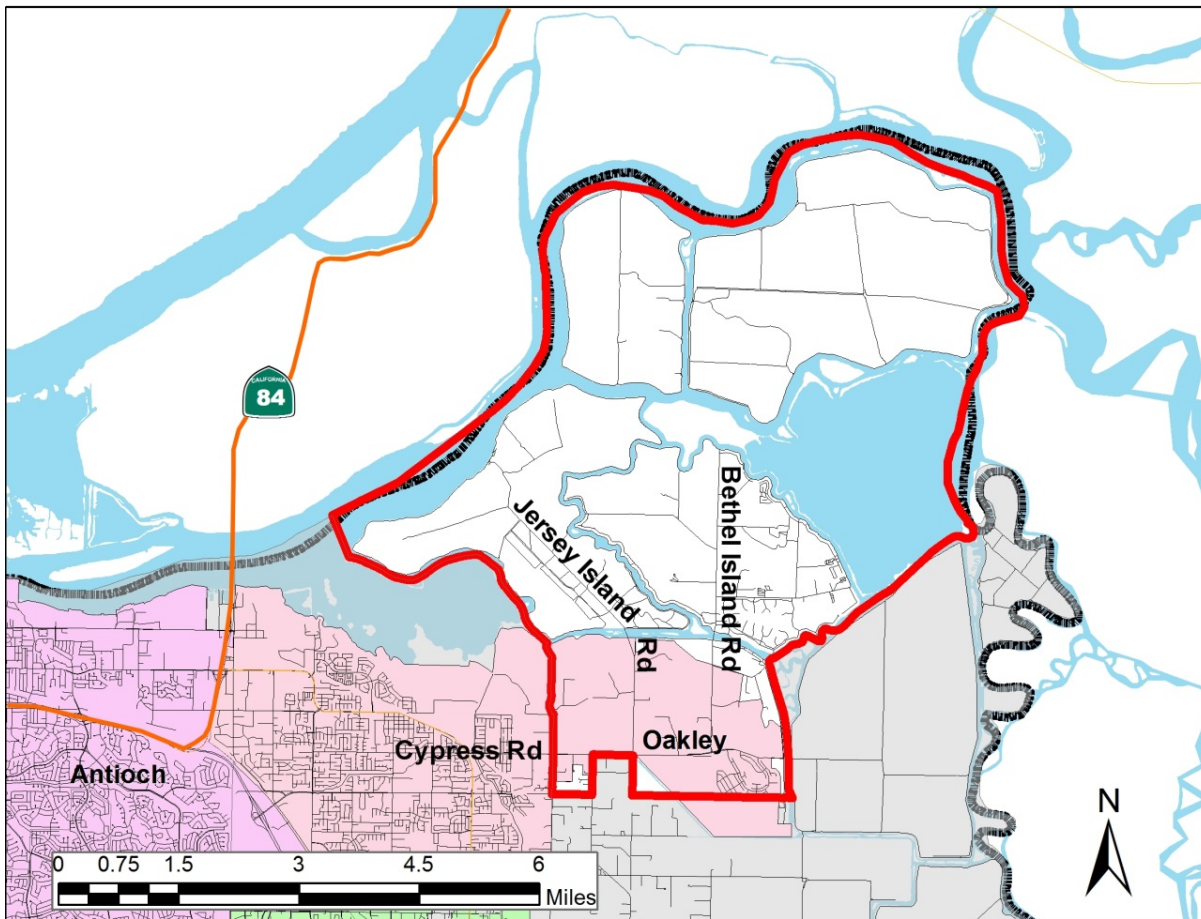 CALIFORNIA
84
Jersey Island
Rd
Bethel Island Rd
Cypress Rd
Oakley
Antioch
N
0 0.75 1.5 3 4.5 6
Miles